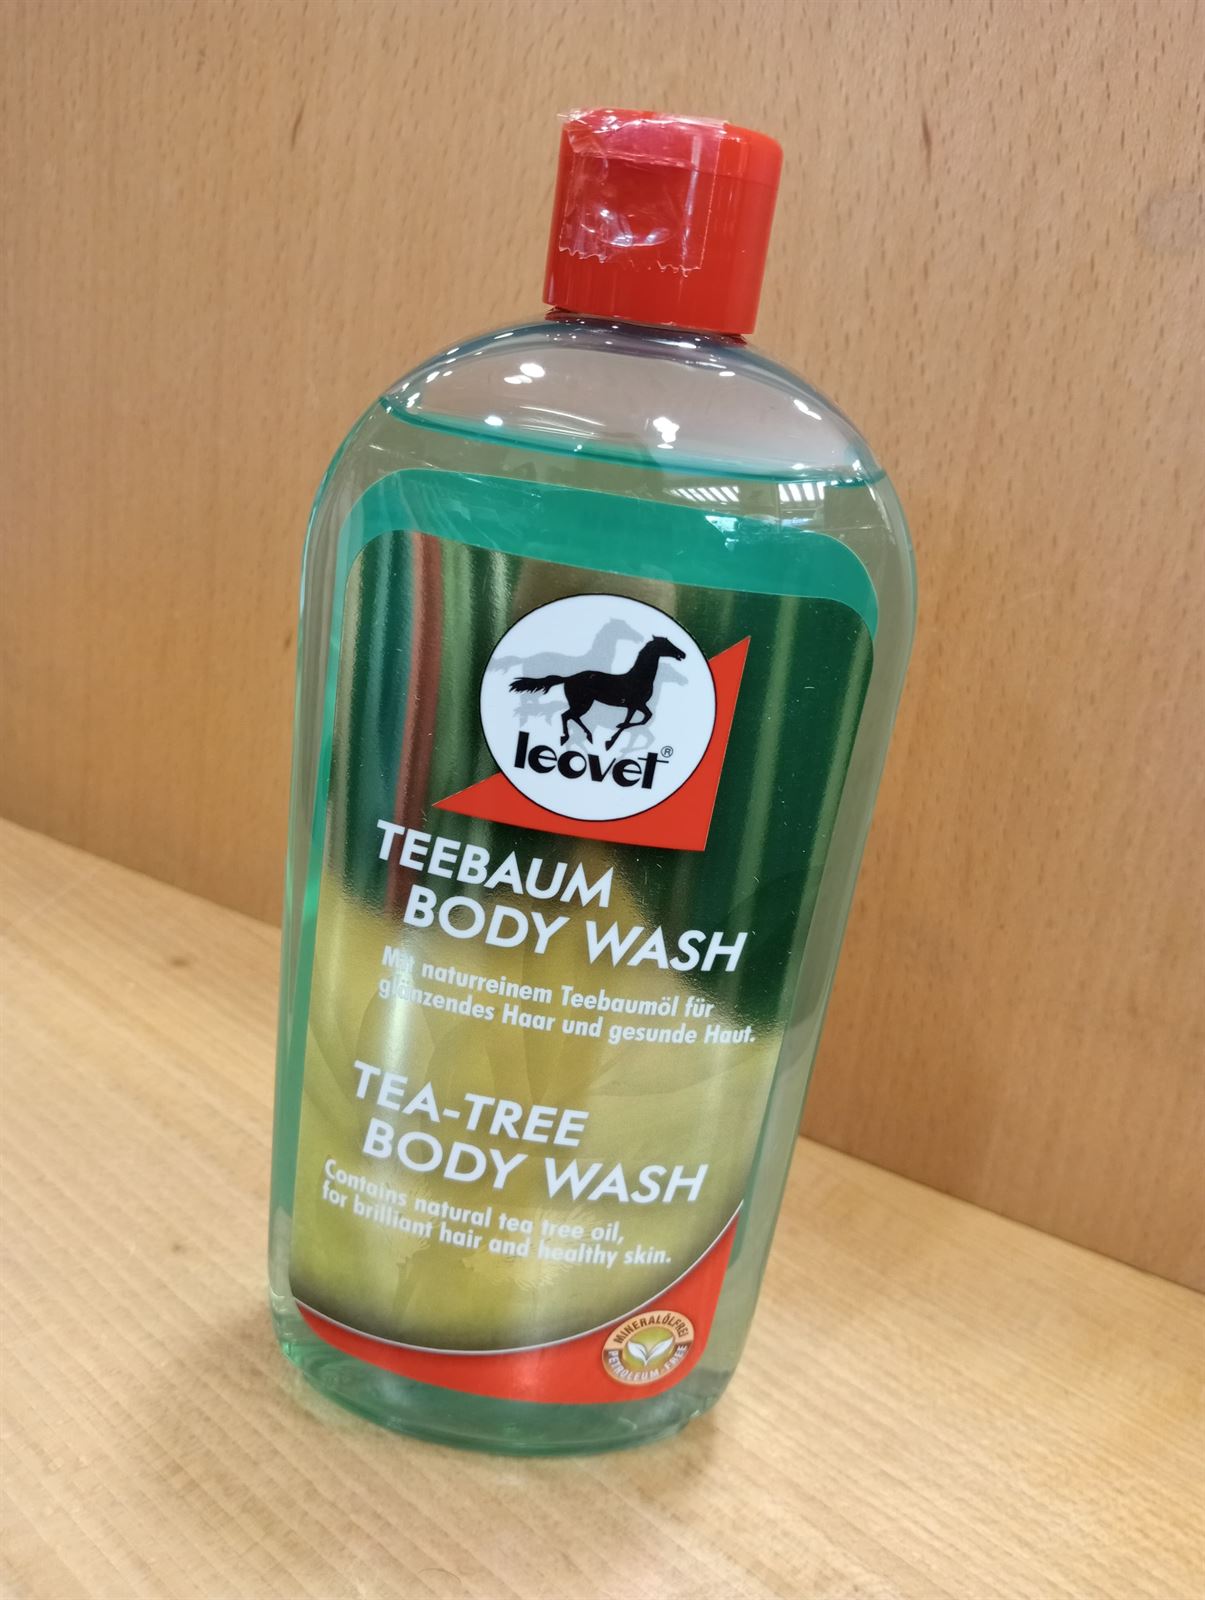 leovet®
TEEBAUM
BODY WASH
Mit naturreinem Teebaumöl für
glänzendes Haar und gesunde Haut.
TEA-TREE
BODY WASH
Contains natural tea tree oil,
for brilliant hair and healthy skin.
MINERALÖLFREI
PETROLEUM-FREE